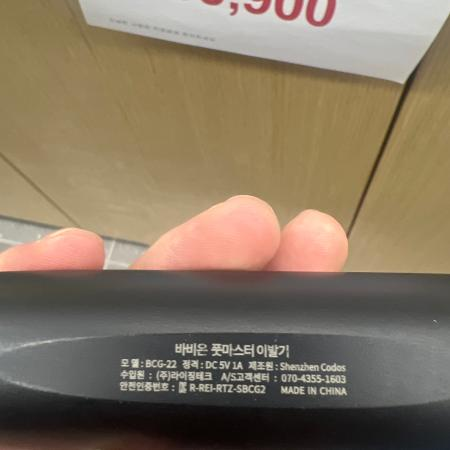 ,900
바비온 풋마스터 이발기
모 델 : BCG-22 정격 : DC 5V 1A 제조원 : Shenzhen Codos
수입원 : (주)라이징테크 A/S고객센터 : 070-4355-1603
안전인증번호 : R-REI-RTZ-SBCG2 MADE IN CHINA